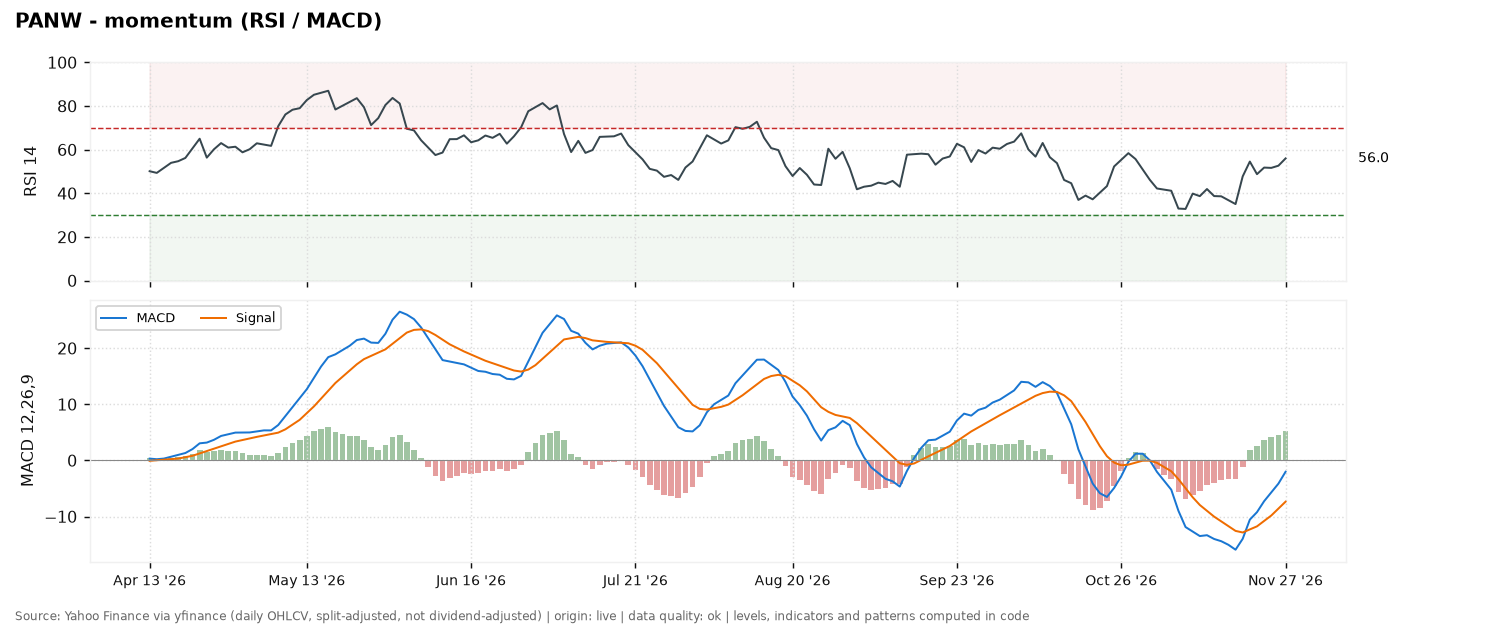 PANW - momentum (RSI / MACD)
100
80
60
40
20
0
RSI 14
56.0
MACD
Signal
20
10
0
−10
MACD 12,26,9
Apr 13 '26
May 13 '26
Jun 16 '26
Jul 21 '26
Aug 20 '26
Sep 23 '26
Oct 26 '26
Nov 27 '26
Source: Yahoo Finance via yfinance (daily OHLCV, split-adjusted, not dividend-adjusted) | origin: live | data quality: ok | levels, indicators and patterns computed in code